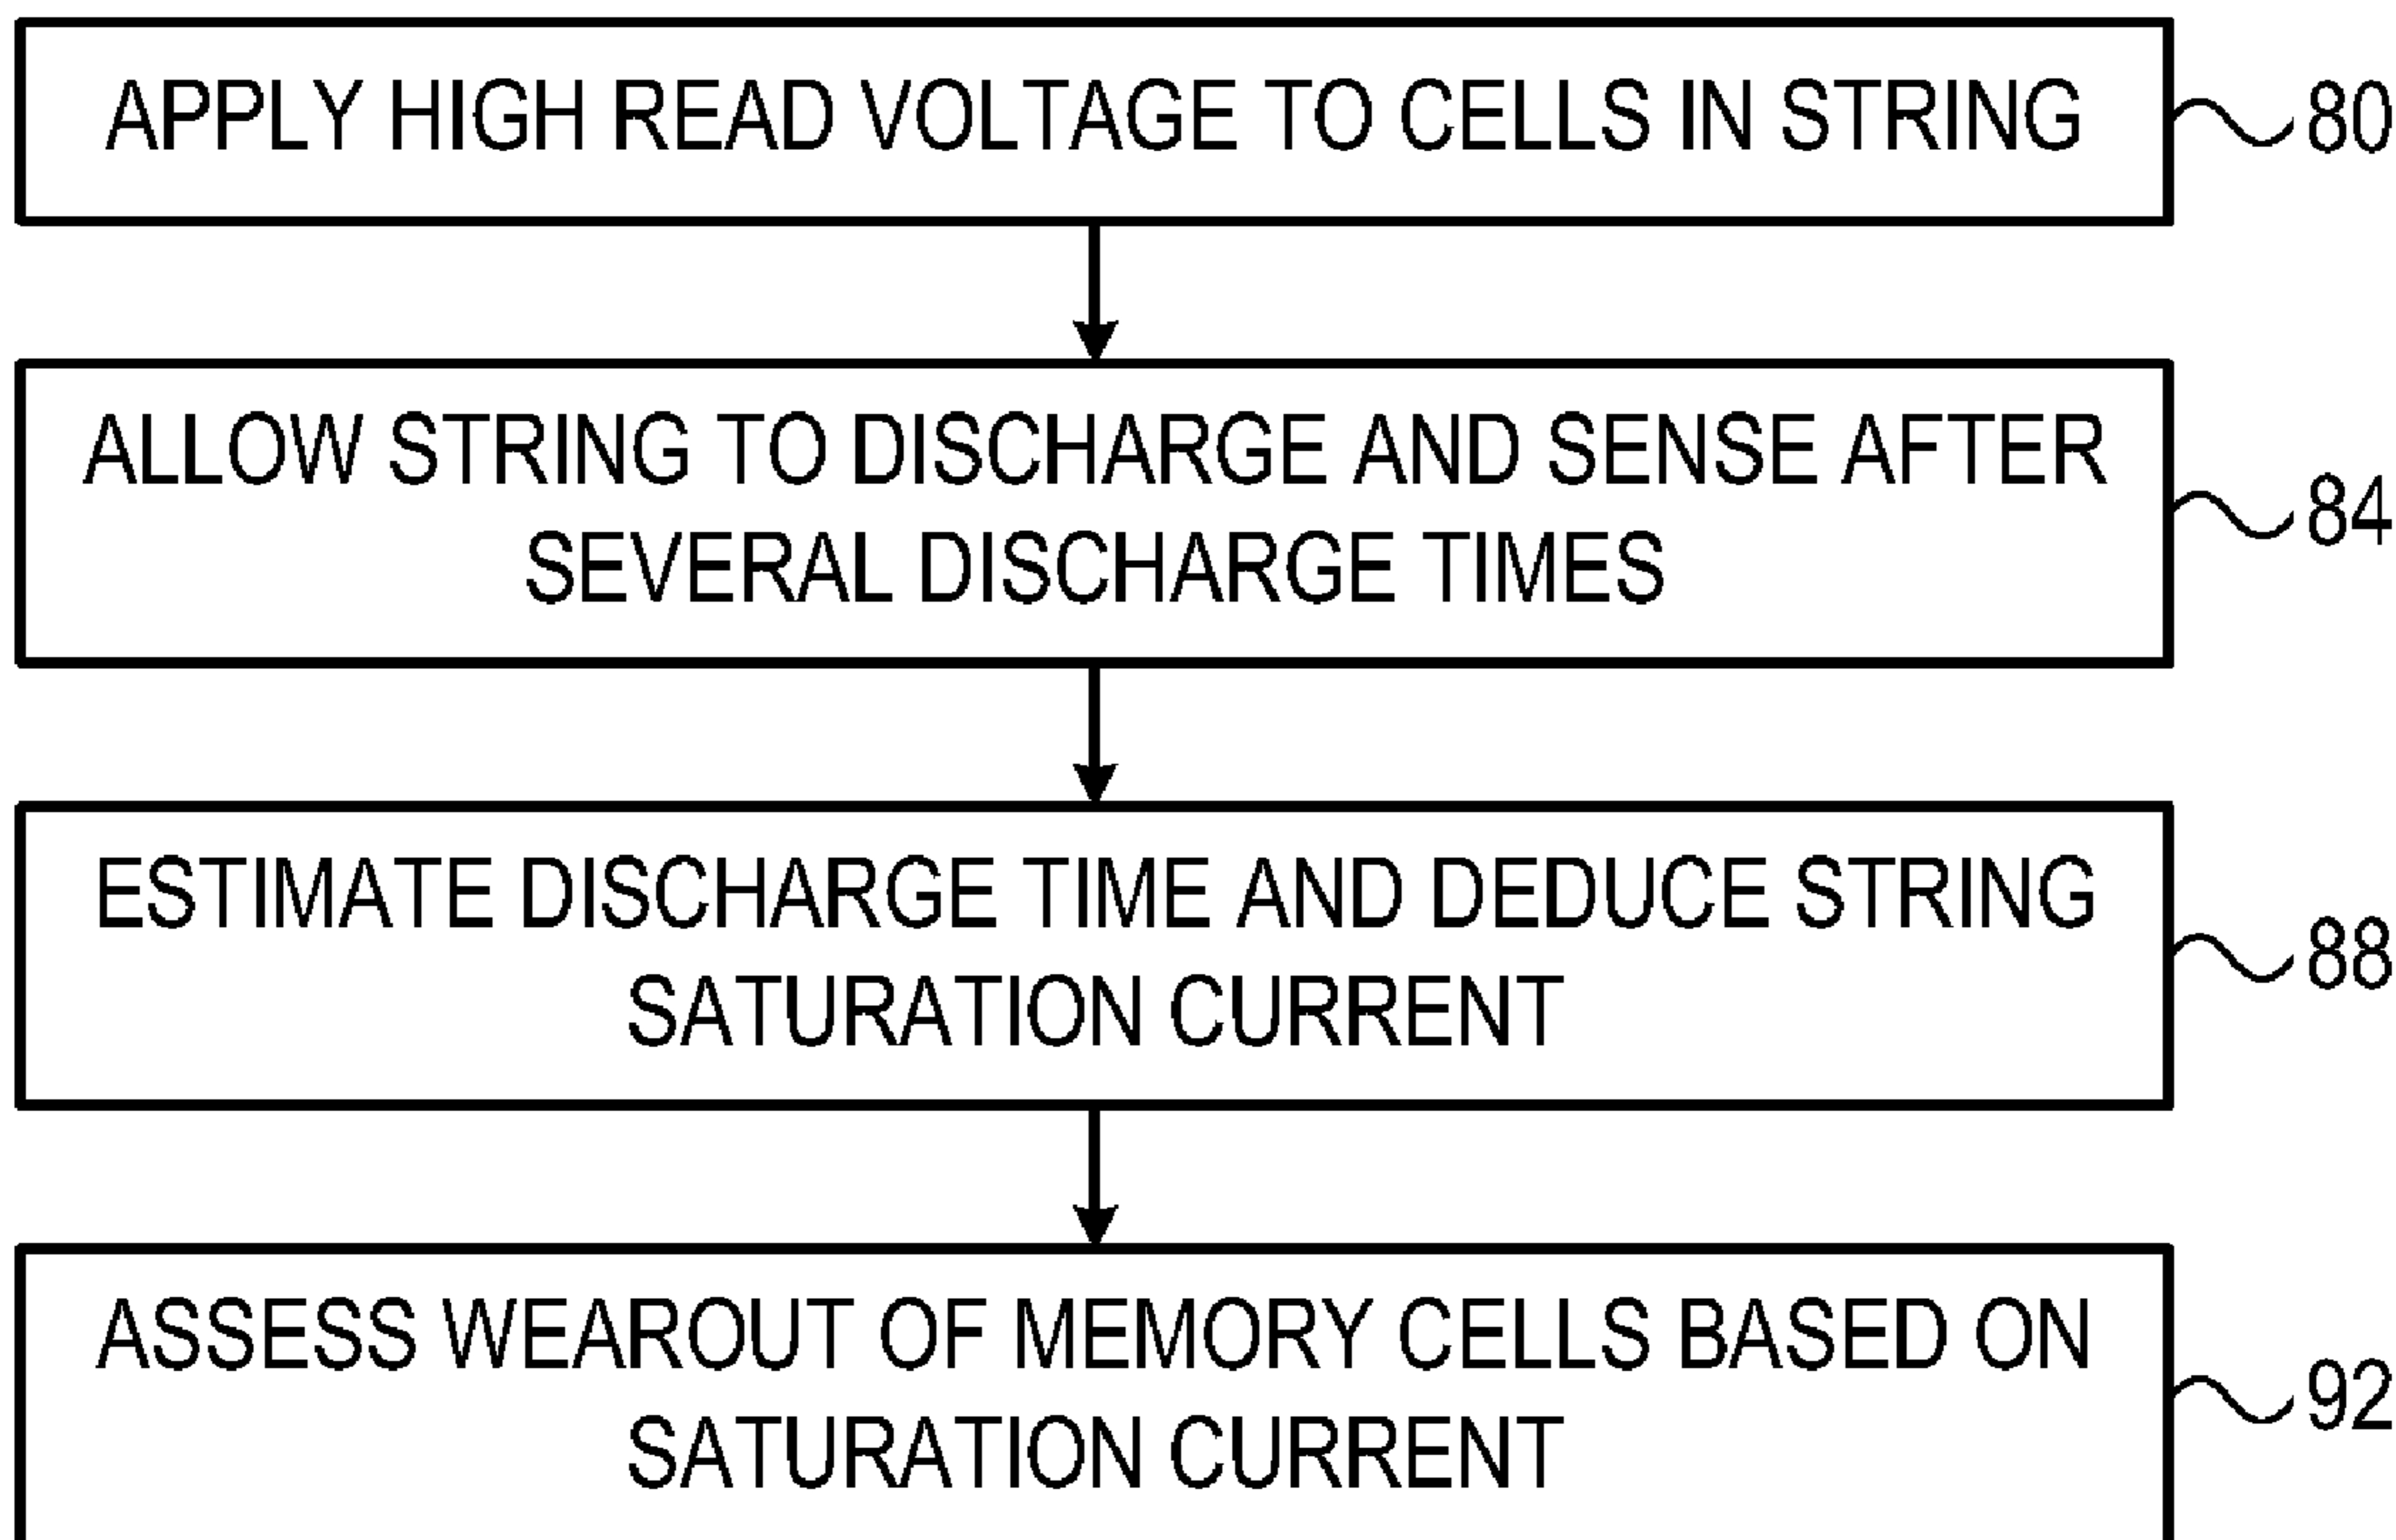 APPLY HIGH READ VOLTAGE TO CELLS IN STRING
80
ALLOW STRING TO DISCHARGE AND SENSE AFTER
SEVERAL DISCHARGE TIMES
84
ESTIMATE DISCHARGE TIME AND DEDUCE STRING
SATURATION CURRENT
88
ASSESS WEAROUT OF MEMORY CELLS BASED ON
SATURATION CURRENT
92